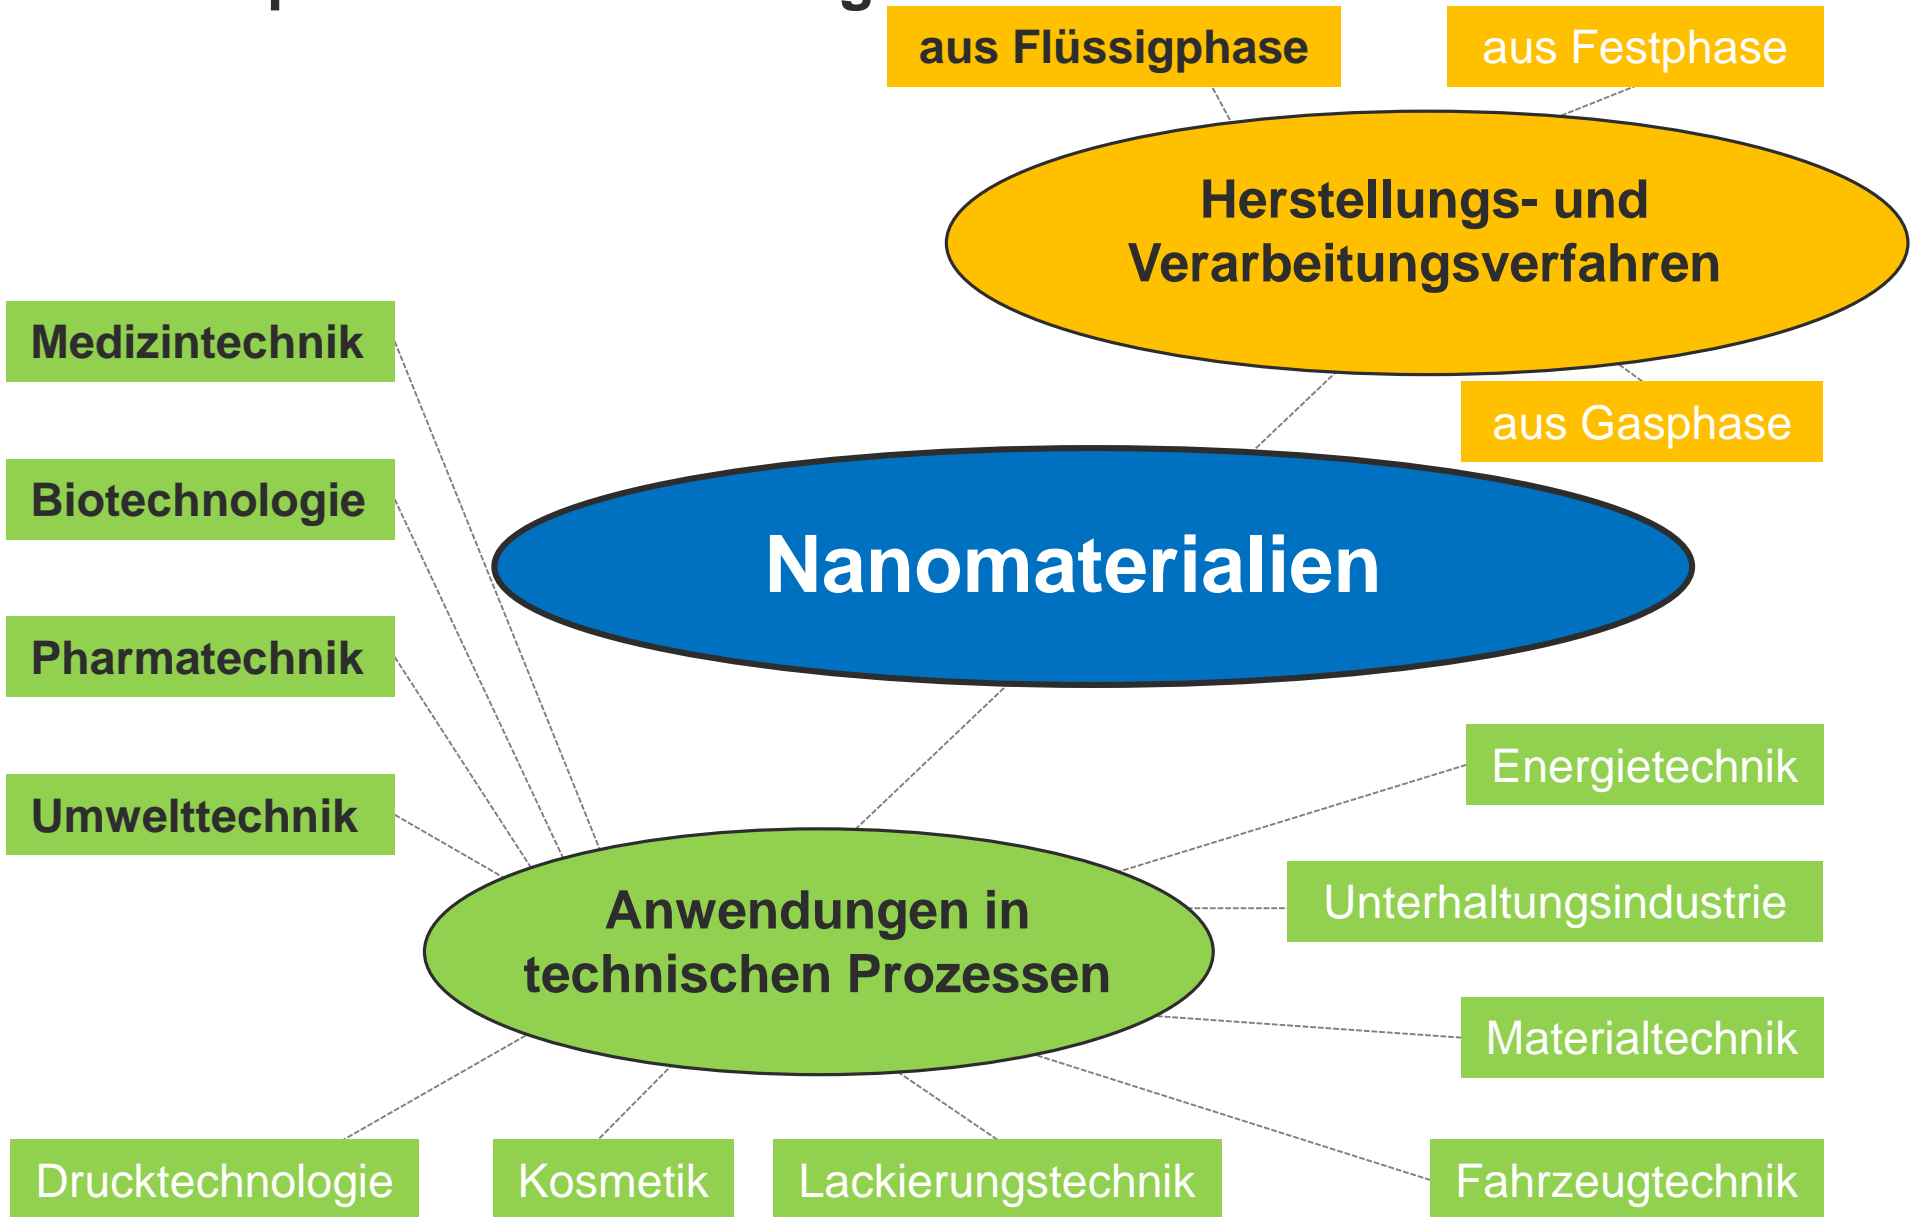 aus Flüssigphase
aus Festphase
Herstellungs- und
Verarbeitungsverfahren
aus Gasphase
Medizintechnik
Biotechnologie
Pharmatechnik
Umwelttechnik
Nanomaterialien
Energietechnik
Unterhaltungsindustrie
Materialtechnik
Fahrzeugtechnik
Anwendungen in
technischen Prozessen
Drucktechnologie
Kosmetik
Lackierungstechnik